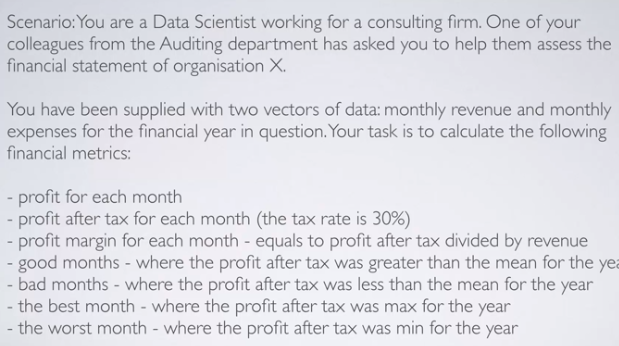 Scenario: You are a Data Scientist working for a consulting firm. One of your
colleagues from the Auditing department has asked you to help them assess the
financial statement of organisation X.
You have been supplied with two vectors of data: monthly revenue and monthly
expenses for the financial year in question. Your task is to calculate the following
financial metrics:
- profit for each month
- profit after tax for each month (the tax rate is 30%)
- profit margin for each month - equals to profit after tax divided by revenue
- good months - where the profit after tax was greater than the mean for the yea
- bad months - where the profit after tax was less than the mean for the year
- the best month - where the profit after tax was max for the year
- the worst month - where the profit after tax was min for the year